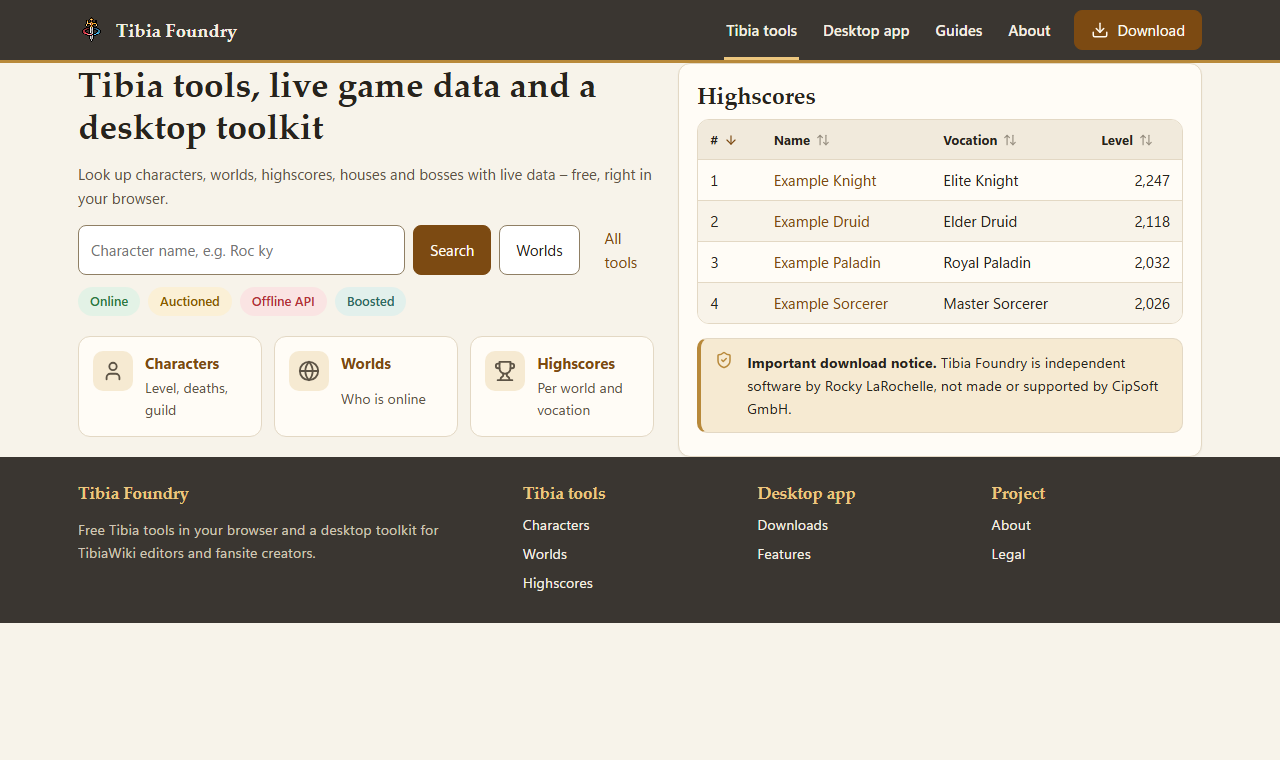 Tibia Foundry
Tibia tools
Desktop app
Guides
About
Download
Tibia tools, live game data and a
desktop toolkit
Look up characters, worlds, highscores, houses and bosses with live data – free, right in
your browser.
Character name, e.g. Roc ky
Search
Worlds
All
tools
Online
Auctioned
Offline API
Boosted
Characters
Level, deaths,
guild
Worlds
Who is online
Highscores
Per world and
vocation
Highscores
# Name Vocation Level
1 Example Knight Elite Knight 2,247
2 Example Druid Elder Druid 2,118
3 Example Paladin Royal Paladin 2,032
4 Example Sorcerer Master Sorcerer 2,026
Important download notice. Tibia Foundry is independent
software by Rocky LaRochelle, not made or supported by CipSoft
GmbH.
Tibia Foundry
Free Tibia tools in your browser and a desktop toolkit for
TibiaWiki editors and fansite creators.
Tibia tools
Characters
Worlds
Highscores
Desktop app
Downloads
Features
Project
About
Legal